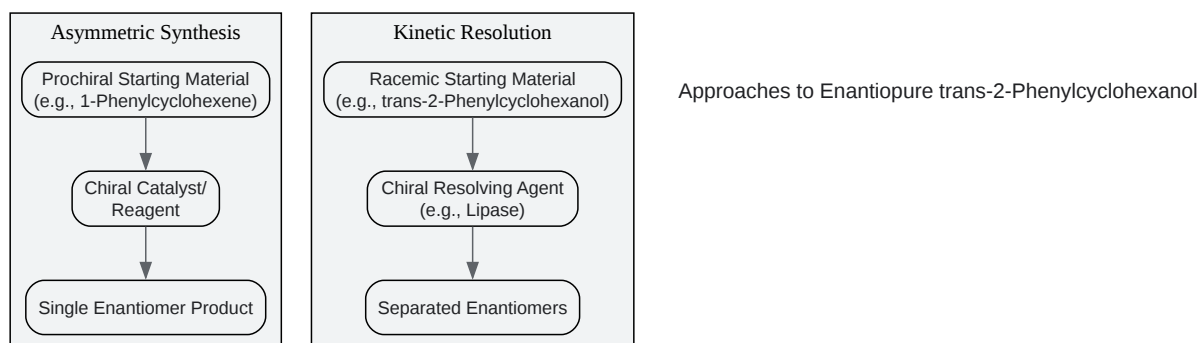 Asymmetric Synthesis
Prochiral Starting Material
(e.g., 1-Phenylcyclohexene)
Chiral Catalyst/
Reagent
Single Enantiomer Product
Kinetic Resolution
Racemic Starting Material
(e.g., trans-2-Phenylcyclohexanol)
Chiral Resolving Agent
(e.g., Lipase)
Separated Enantiomers
Approaches to Enantiopure trans-2-Phenylcyclohexanol